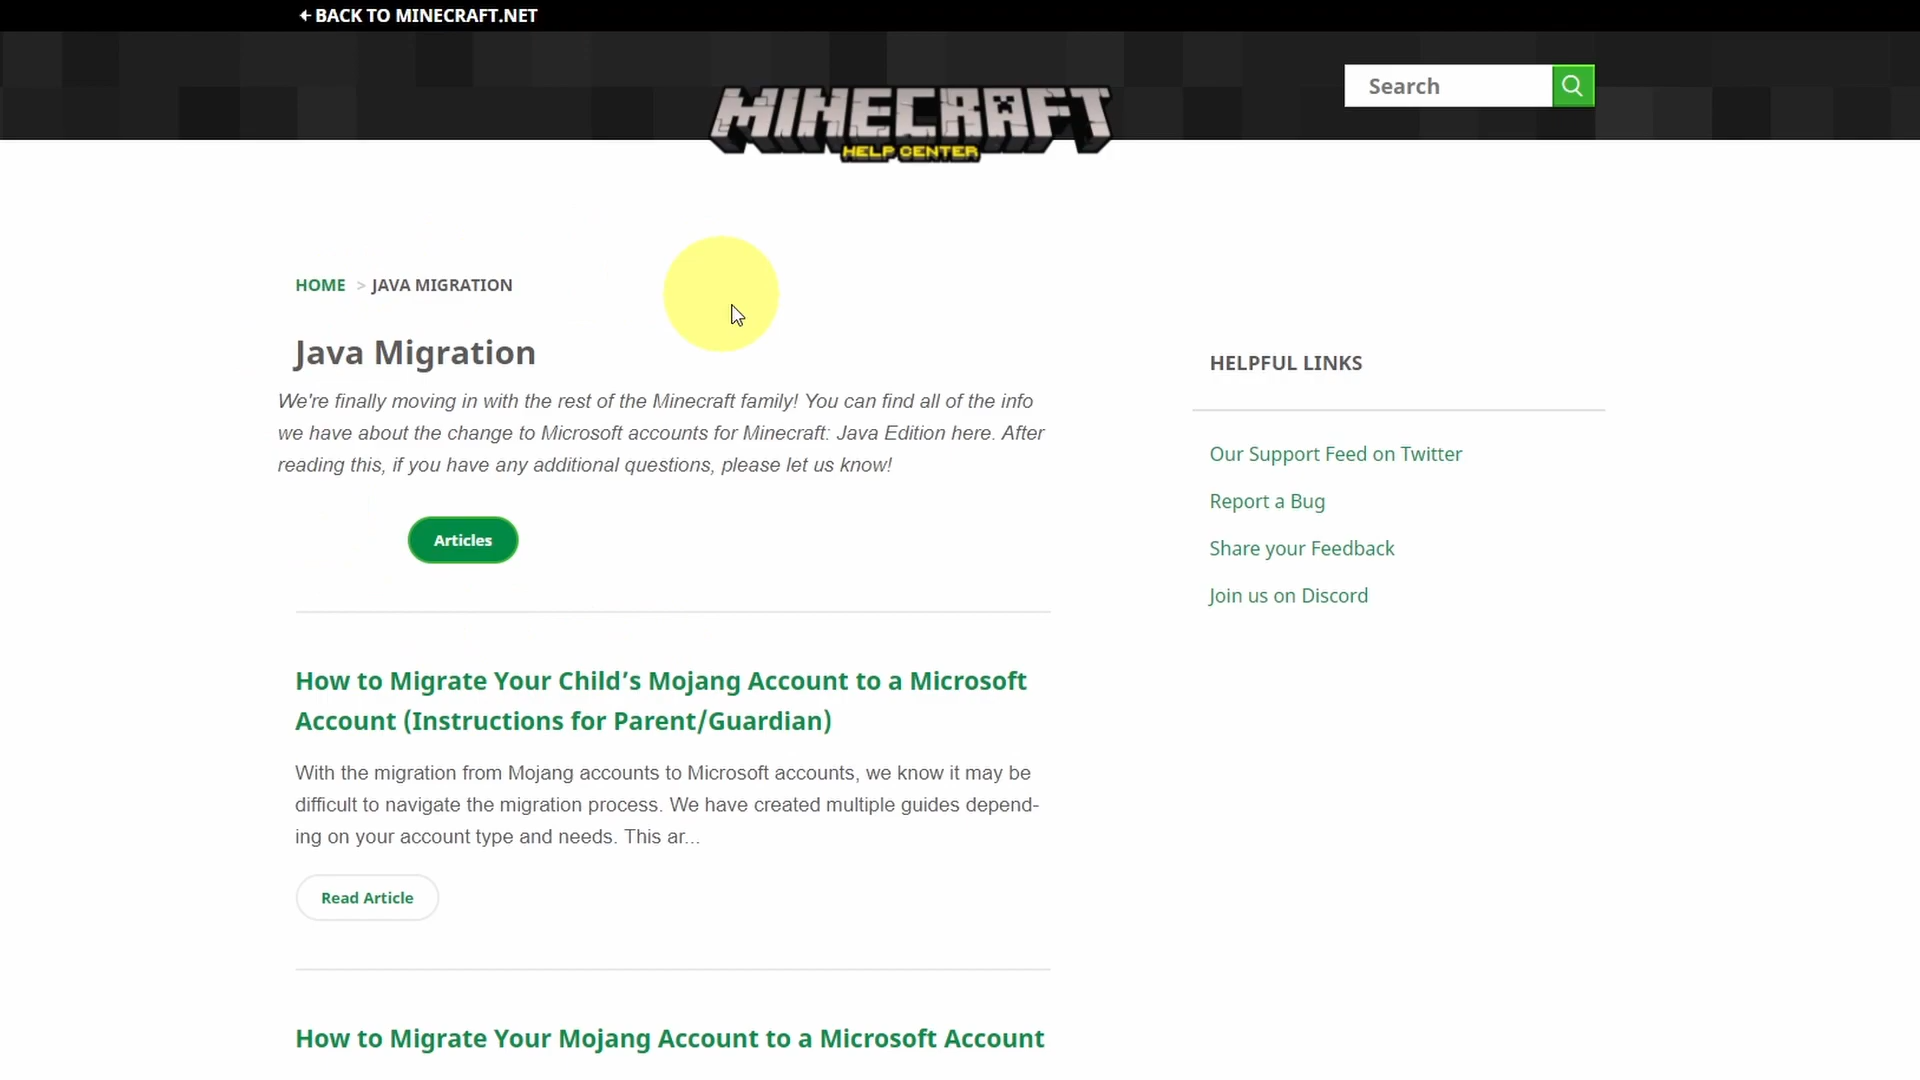 BACK TO MINECRAFT.NET
MINECRAFT
HELP CENTER
Search
HOME > JAVA MIGRATION
Java Migration
We're finally moving in with the rest of the Minecraft family! You can find all of the info
we have about the change to Microsoft accounts for Minecraft: Java Edition here. After
reading this, if you have any additional questions, please let us know!
Articles
How to Migrate Your Child’s Mojang Account to a Microsoft
Account (Instructions for Parent/Guardian)
With the migration from Mojang accounts to Microsoft accounts, we know it may be
difficult to navigate the migration process. We have created multiple guides depend-
ing on your account type and needs. This ar...
Read Article
How to Migrate Your Mojang Account to a Microsoft Account
HELPFUL LINKS
Our Support Feed on Twitter
Report a Bug
Share your Feedback
Join us on Discord